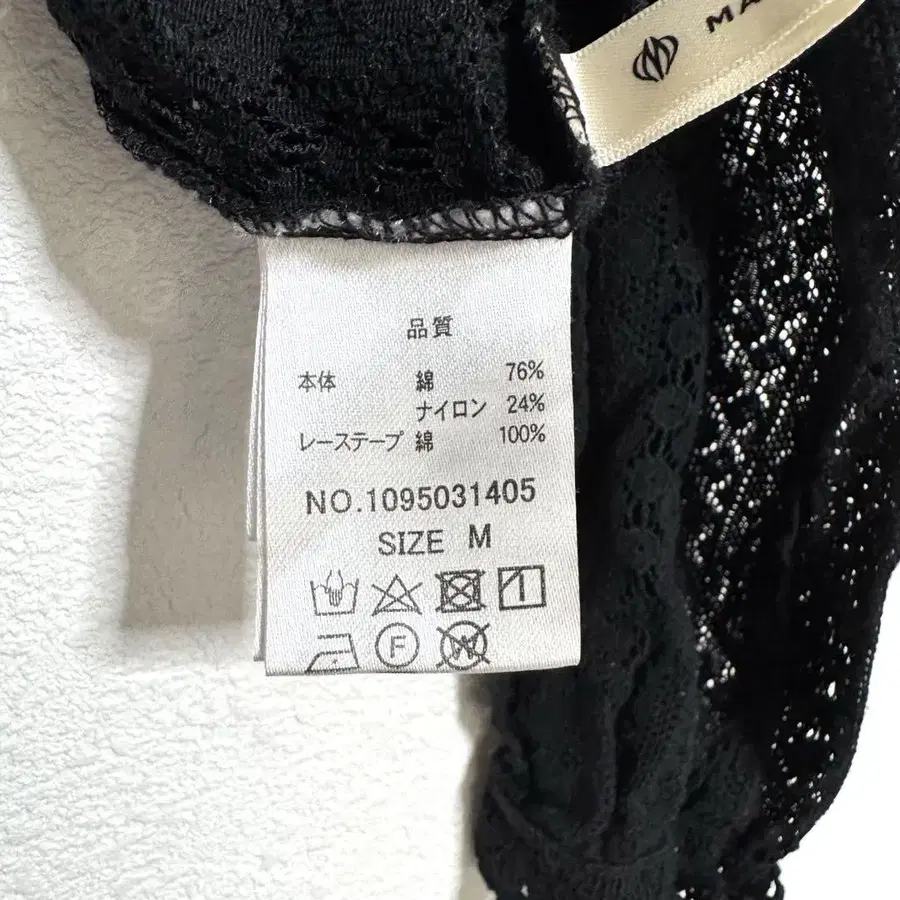 MA
品質
本体 綿 76%
ナイロン 24%
レーステープ 綿 100%
NO.1095031405
SIZE M
F
W